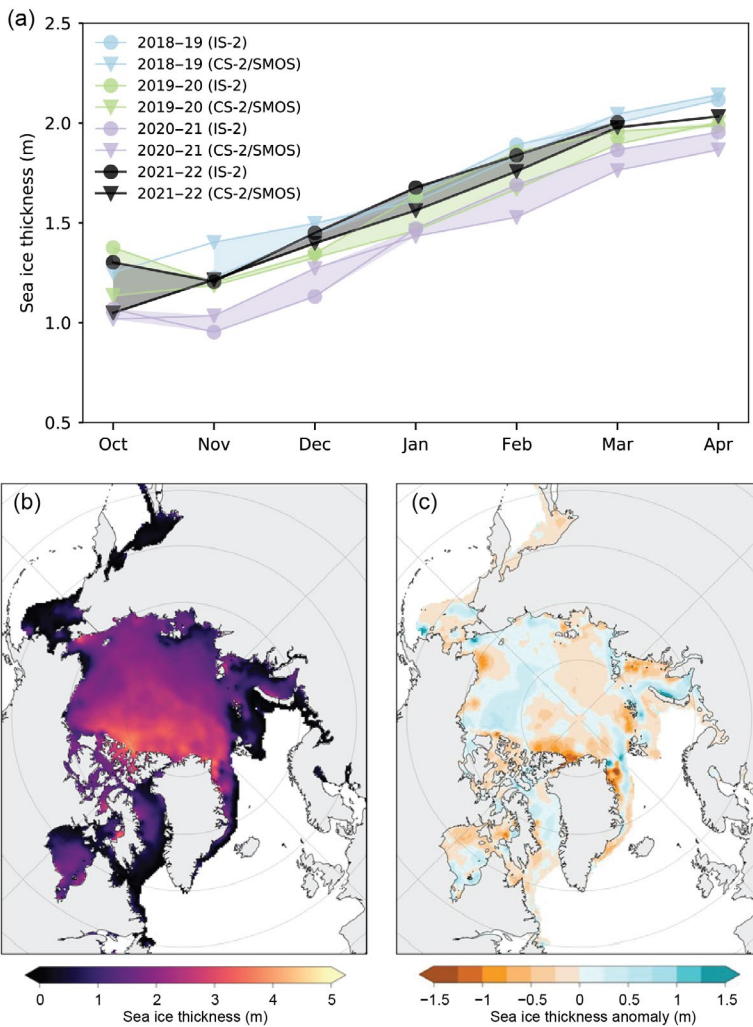 (a)
2.5
2.0
1.5
1.0
0.5
Sea ice thickness (m)
2018–19 (IS-2)
2018–19 (CS-2/SMOS)
2019–20 (IS-2)
2019–20 (CS-2/SMOS)
2020–21 (IS-2)
2020–21 (CS-2/SMOS)
2021–22 (IS-2)
2021–22 (CS-2/SMOS)
Oct Nov Dec Jan Feb Mar Apr
(b)
(c)
0 1 2 3 4 5
Sea ice thickness (m)
−1.5 −1 −0.5 0 0.5 1 1.5
Sea ice thickness anomaly (m)